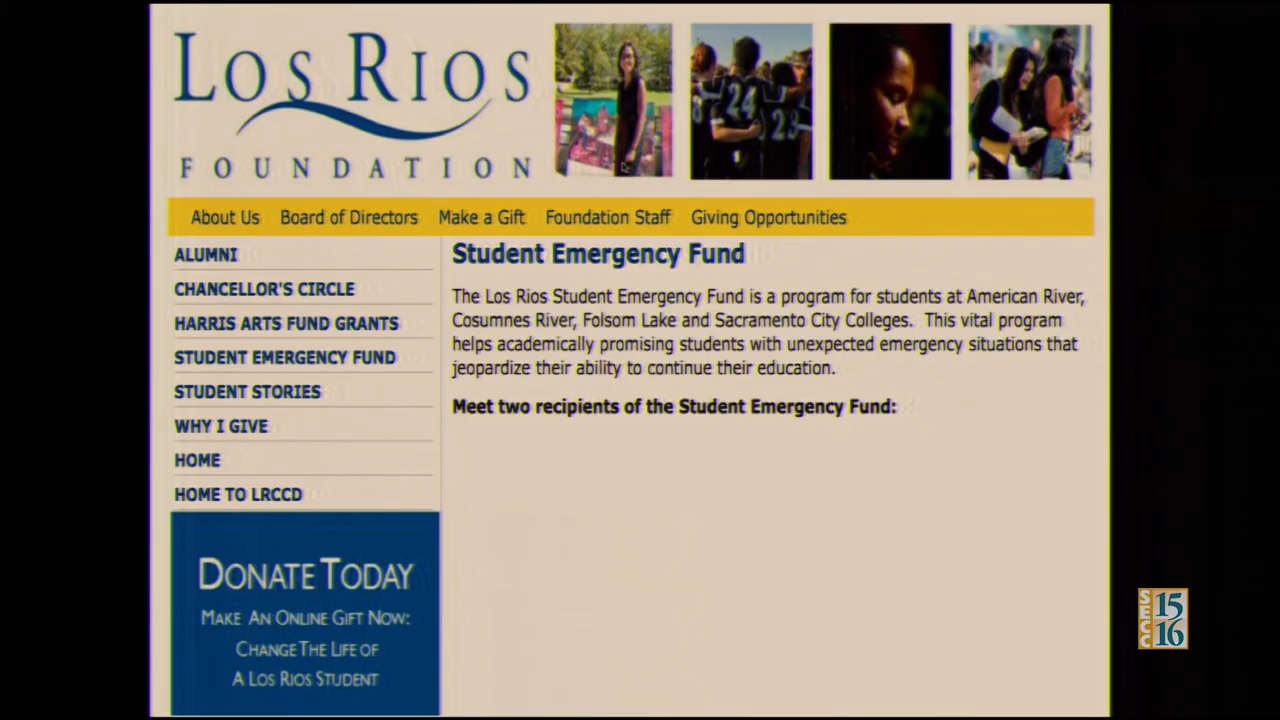 LOS RIOS
FOUNDATION
24
23
About Us Board of Directors Make a Gift Foundation Staff Giving Opportunities
ALUMNI
CHANCELLOR'S CIRCLE
HARRIS ARTS FUND GRANTS
STUDENT EMERGENCY FUND
STUDENT STORIES
WHY I GIVE
HOME
HOME TO LRCCD
DONATE TODAY
MAKE AN ONLINE GIFT NOW:
CHANGE THE LIFE OF
A LOS RIOS STUDENT
Student Emergency Fund
The Los Rios Student Emergency Fund is a program for students at American River,
Cosumnes River, Folsom Lake and Sacramento City Colleges. This vital program
helps academically promising students with unexpected emergency situations that
jeopardize their ability to continue their education.
Meet two recipients of the Student Emergency Fund:
SECC
15
16